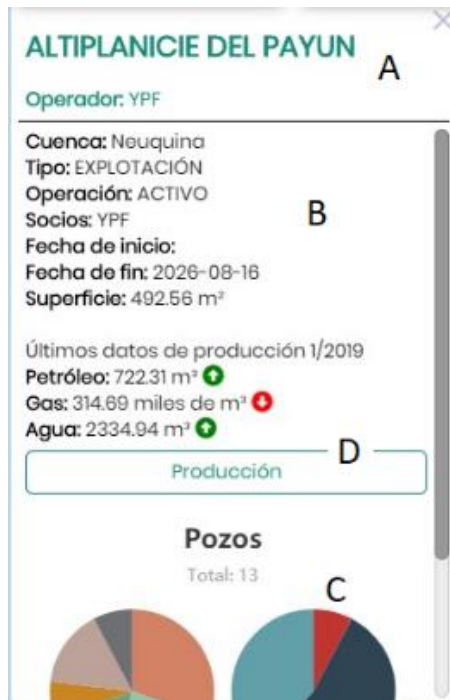 ALTIPLANICIE DEL PAYUN
A
Operador: YPF
Cuenca: Neuquina
Tipo: EXPLOTACIÓN
Operación: ACTIVO
B
Socios: YPF
Fecha de inicio:
Fecha de fin: 2026-08-16
Superficie: 492.56 m²
Últimos datos de producción 1/2019
Petróleo: 722.31 m³
Gas: 314.69 miles de m³
Agua: 2334.94 m³
D
Producción
Pozos
Total: 13
C